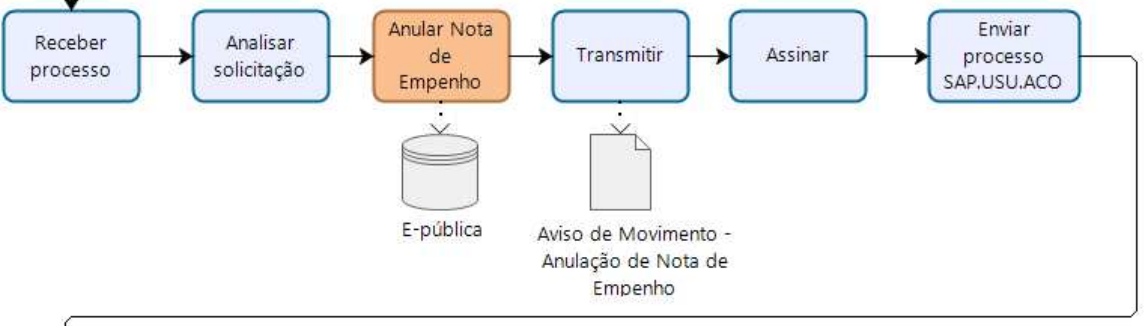 Receber
processo
Analisar
solicitação
Anular Nota
de
Empenho
Transmitir
Assinar
Enviar
processo
SAP.USU.ACO
E-pública
Aviso de Movimento -
Anulação de Nota de
Empenho